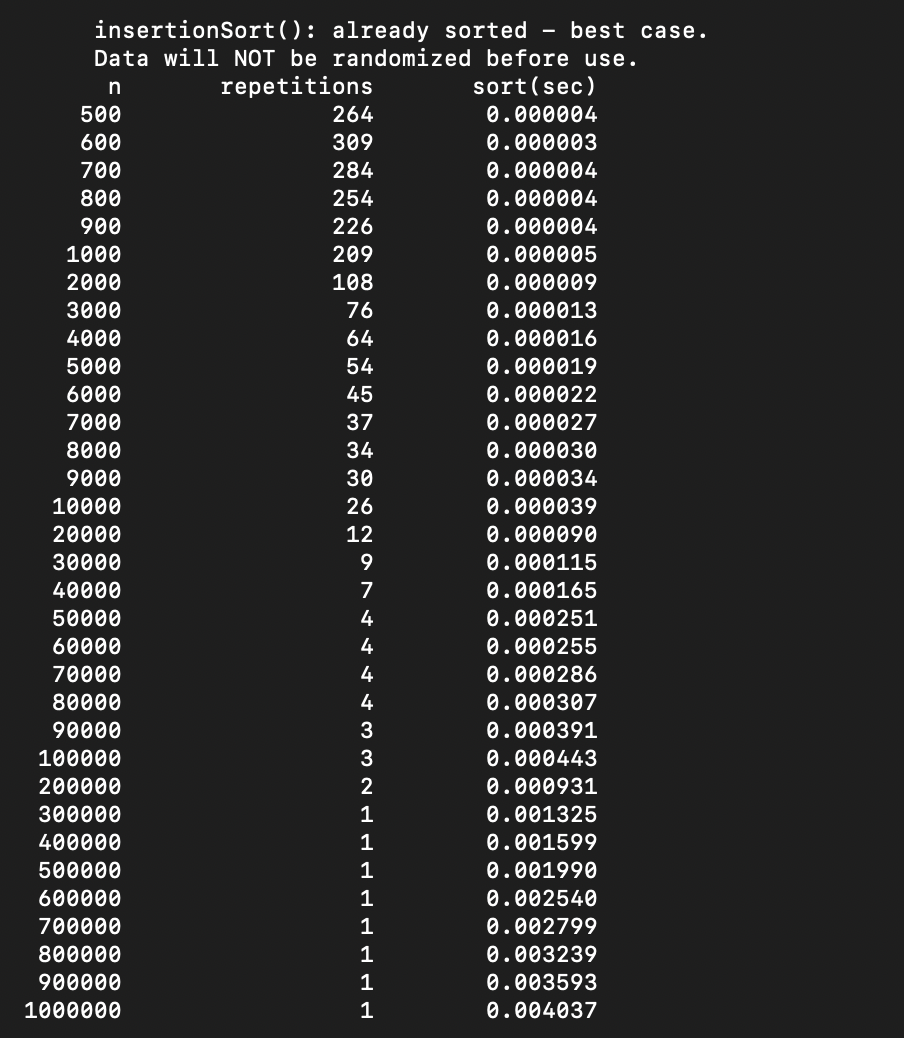 insertionSort(): already sorted – best case.
Data will NOT be randomized before use.
n repetitions sort(sec)
500 264 0.000004
600 309 0.000003
700 284 0.000004
800 254 0.000004
900 226 0.000004
1000 209 0.000005
2000 108 0.000009
3000 76 0.000013
4000 64 0.000016
5000 54 0.000019
6000 45 0.000022
7000 37 0.000027
8000 34 0.000030
9000 30 0.000034
10000 26 0.000039
20000 12 0.000090
30000 9 0.000115
40000 7 0.000165
50000 4 0.000251
60000 4 0.000255
70000 4 0.000286
80000 4 0.000307
90000 3 0.000391
100000 3 0.000443
200000 2 0.000931
300000 1 0.001325
400000 1 0.001599
500000 1 0.001990
600000 1 0.002540
700000 1 0.002799
800000 1 0.003239
900000 1 0.003593
1000000 1 0.004037